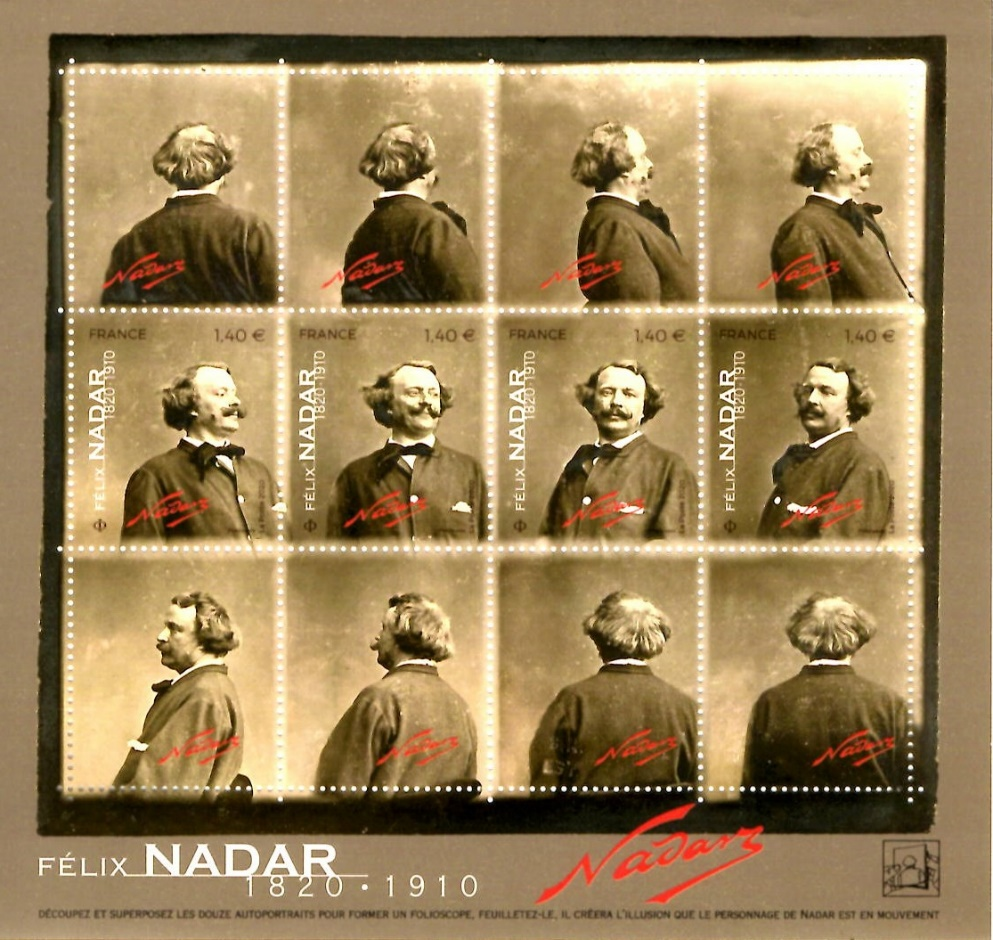 Nadar
Nadar
Nadar
Nadar
FRANCE 1,40 €
FÉLIX NADAR
1820-1910
Nadar
FRANCE 1,40 €
FÉLIX NADAR
1820-1910
Nadar
FRANCE 1,40 €
FÉLIX NADAR
1820-1910
Nadar
FRANCE 1,40 €
FÉLIX NADAR
1820-1910
Nadar
Nadar
Nadar
Nadar
Nadar
FÉLIX NADAR
1820 • 1910
Nadar
DÉCOUPEZ ET SUPERPOSEZ LES DOUZE AUTOPORTRAITS POUR FORMER UN FOLIOSCOPE, FEUILLETEZ-LE, IL CRÉERA L'ILLUSION QUE LE PERSONNAGE DE NADAR EST EN MOUVEMENT